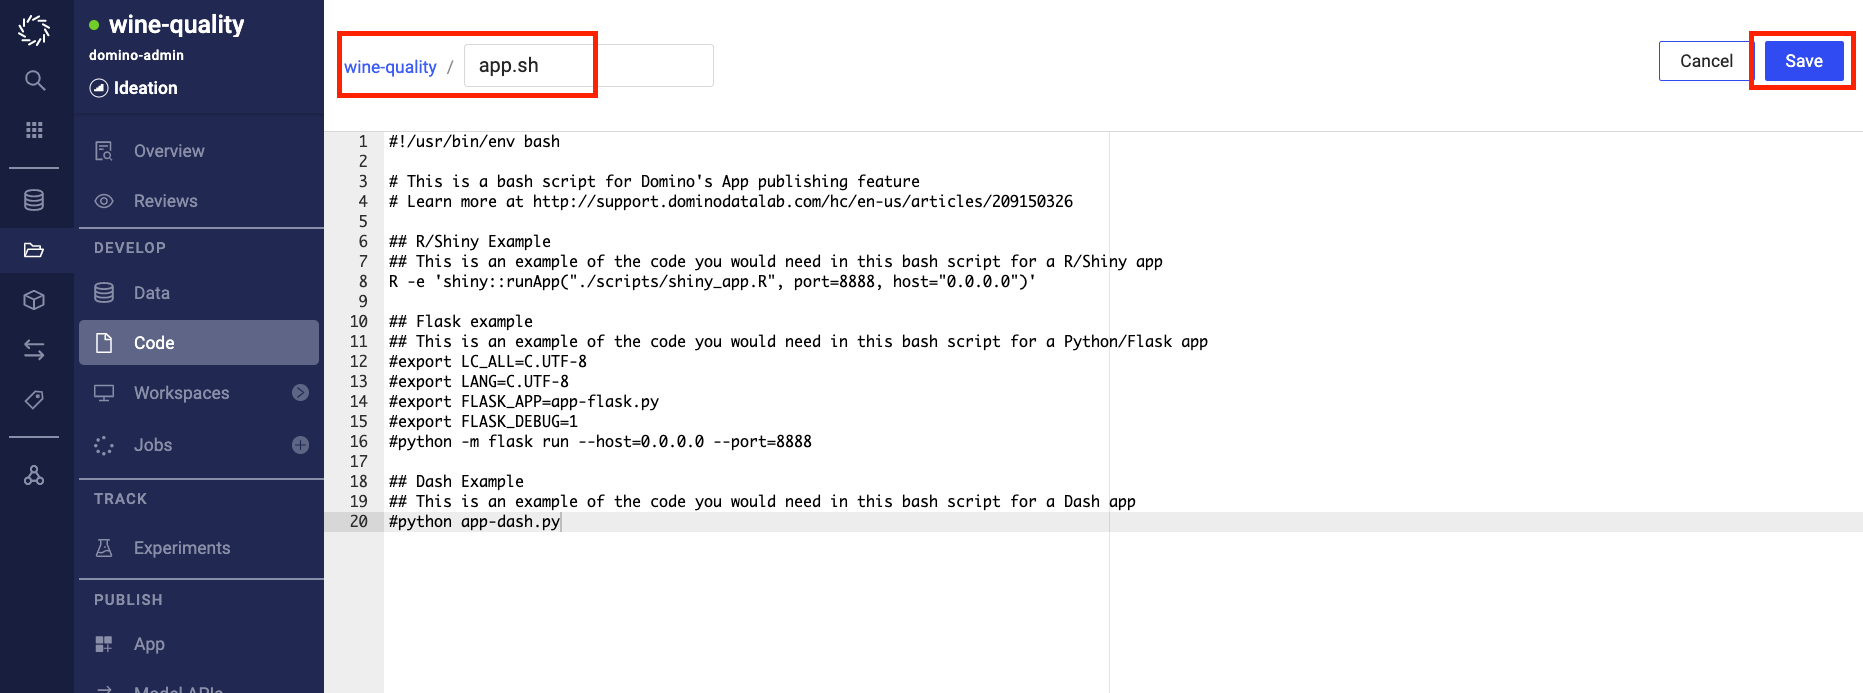 wine-quality
domino-admin
Ideation
Overview
Reviews
DEVELOP
Data
Code
Workspaces
Jobs
TRACK
Experiments
PUBLISH
App
Model APIs
wine-quality / app.sh
Cancel
Save
1 #!/usr/bin/env bash
2
3 # This is a bash script for Domino's App publishing feature
4 # Learn more at http://support.dominodatalab.com/hc/en-us/articles/209150326
5
6 ## R/Shiny Example
7 ## This is an example of the code you would need in this bash script for a R/Shiny app
8 R -e 'shiny::runApp("./scripts/shiny_app.R", port=8888, host="0.0.0.0")'
9
10 ## Flask example
11 ## This is an example of the code you would need in this bash script for a Python/Flask app
12 #export LC_ALL=C.UTF-8
13 #export LANG=C.UTF-8
14 #export FLASK_APP=app-flask.py
15 #export FLASK_DEBUG=1
16 #python -m flask run --host=0.0.0.0 --port=8888
17
18 ## Dash Example
19 ## This is an example of the code you would need in this bash script for a Dash app
20 #python app-dash.py